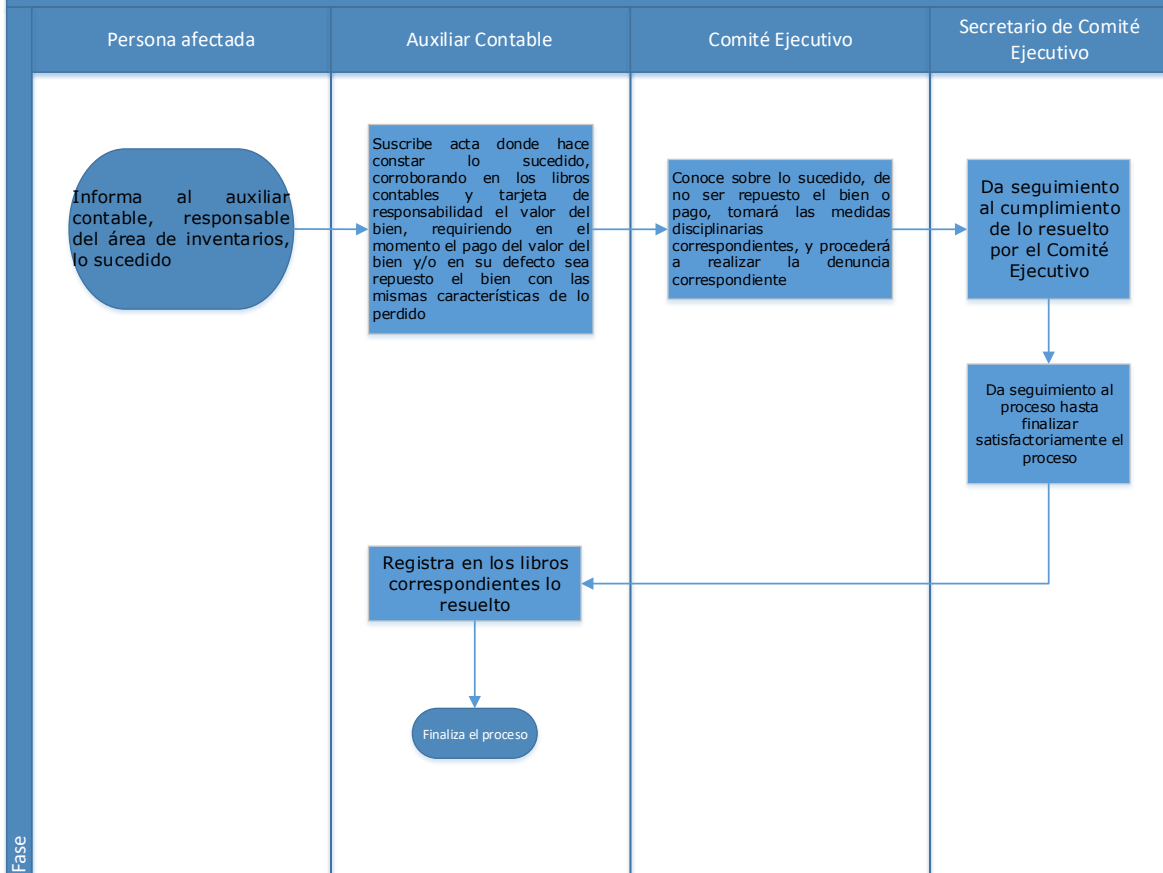 Persona afectada
Auxiliar Contable
Comité Ejecutivo
Secretario de Comité
Ejecutivo
Informa al auxiliar
contable, responsable
del área de inventarios,
lo sucedido
Suscribe acta donde hace
constar lo sucedido,
corroborando en los libros
contables y tarjeta de
responsabilidad el valor del
bien, requiriendo en el
momento el pago del valor del
bien y/o en su defecto sea
repuesto el bien con las
mismas características de lo
perdido
Conoce sobre lo sucedido, de
no ser repuesto el bien o
pago, tomará las medidas
disciplinarias
correspondientes, y procederá
a realizar la denuncia
correspondiente
Da seguimiento
al cumplimiento
de lo resuelto
por el Comité
Ejecutivo
Da seguimiento al
proceso hasta
finalizar
satisfactoriamente el
proceso
Registra en los libros
correspondientes lo
resuelto
Finaliza el proceso
Fase